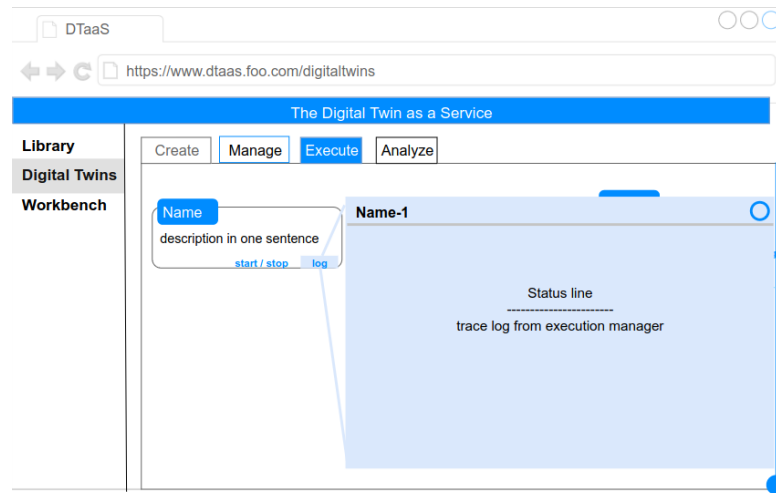 DTaaS
https://www.dtaas.foo.com/digitaltwins
The Digital Twin as a Service
Library
Digital Twins
Workbench
Create Manage Execute Analyze
Name
description in one sentence
start / stop log
Name-1
Status line
-----------------------
trace log from execution manager